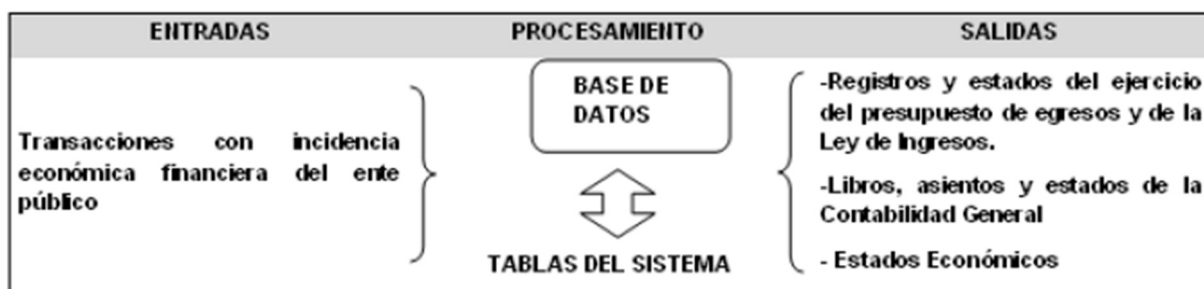 ENTRADAS
PROCESAMIENTO
SALIDAS
Transacciones con incidencia
económica financiera del ente
público
BASE DE
DATOS
TABLAS DEL SISTEMA
-Registros y estados del ejercicio
del presupuesto de egresos y de la
Ley de Ingresos.
-Libros, asientos y estados de la
Contabilidad General
- Estados Económicos